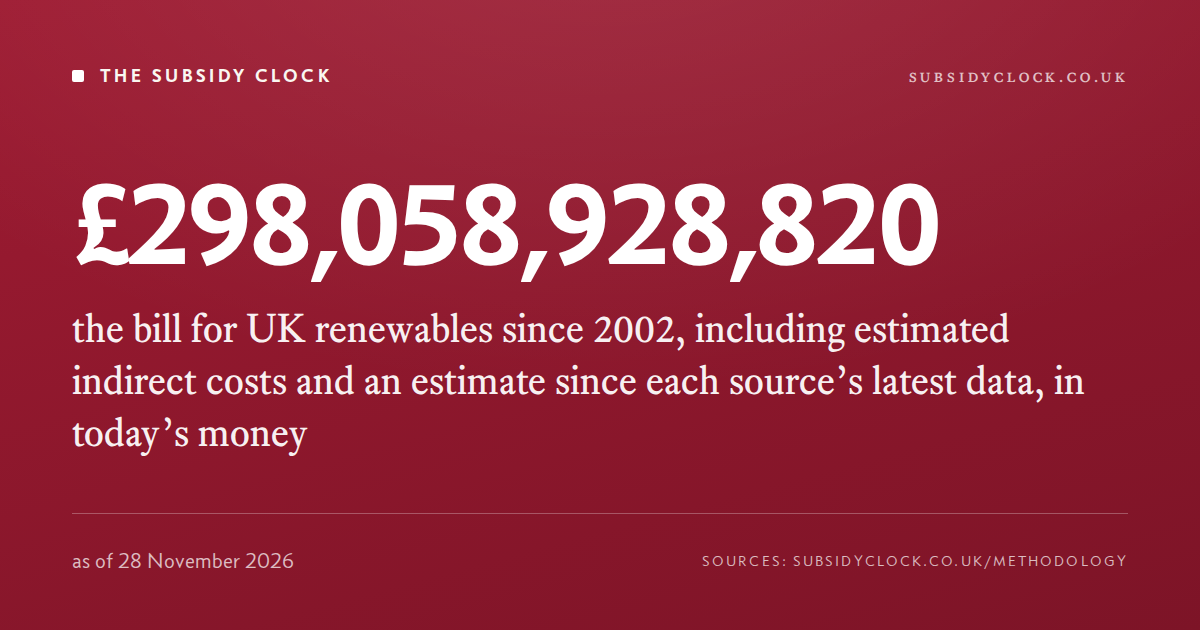 THE SUBSIDY CLOCK
SUBSIDYCLOCK.CO.UK
£298,058,928,820
the bill for UK renewables since 2002, including estimated
indirect costs and an estimate since each source’s latest data, in
today’s money
as of 28 November 2026
SOURCES: SUBSIDYCLOCK.CO.UK/METHODOLOGY